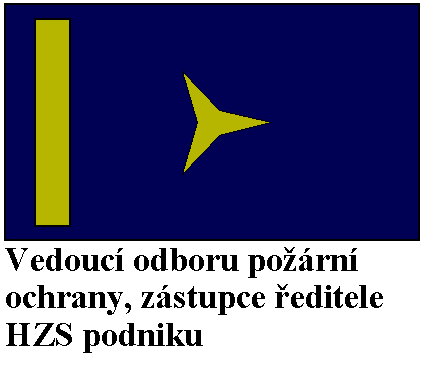 Vedoucí odboru požární
ochrany, zástupce ředitele
HZS podniku